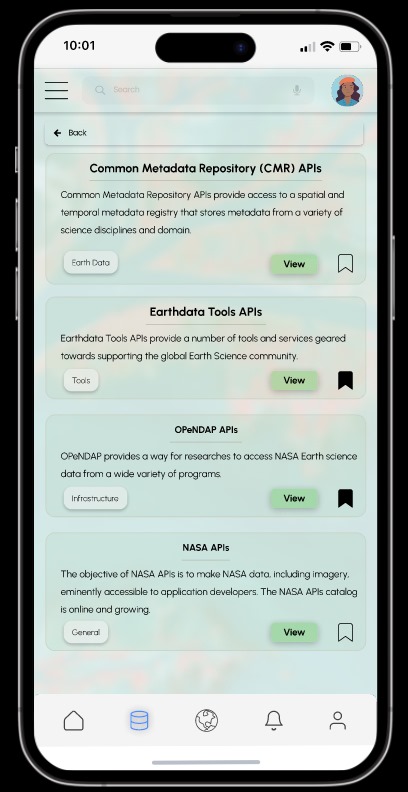 10:01
Search
Back
Common Metadata Repository (CMR) APIs
Common Metadata Repository APIs provide access to a spatial and
temporal metadata registry that stores metadata from a variety of
science disciplines and domain.
Earth Data
View
Earthdata Tools APIs
Earthdata Tools APIs provide a number of tools and services geared
towards supporting the global Earth Science community.
Tools
View
OPeNDAP APIs
OPeNDAP provides a way for researches to access NASA Earth science
data from a wide variety of programs.
Infrastructure
View
NASA APIs
The objective of NASA APIs is to make NASA data, including imagery,
eminently accessible to application developers. The NASA APIs catalog
is online and growing.
General
View